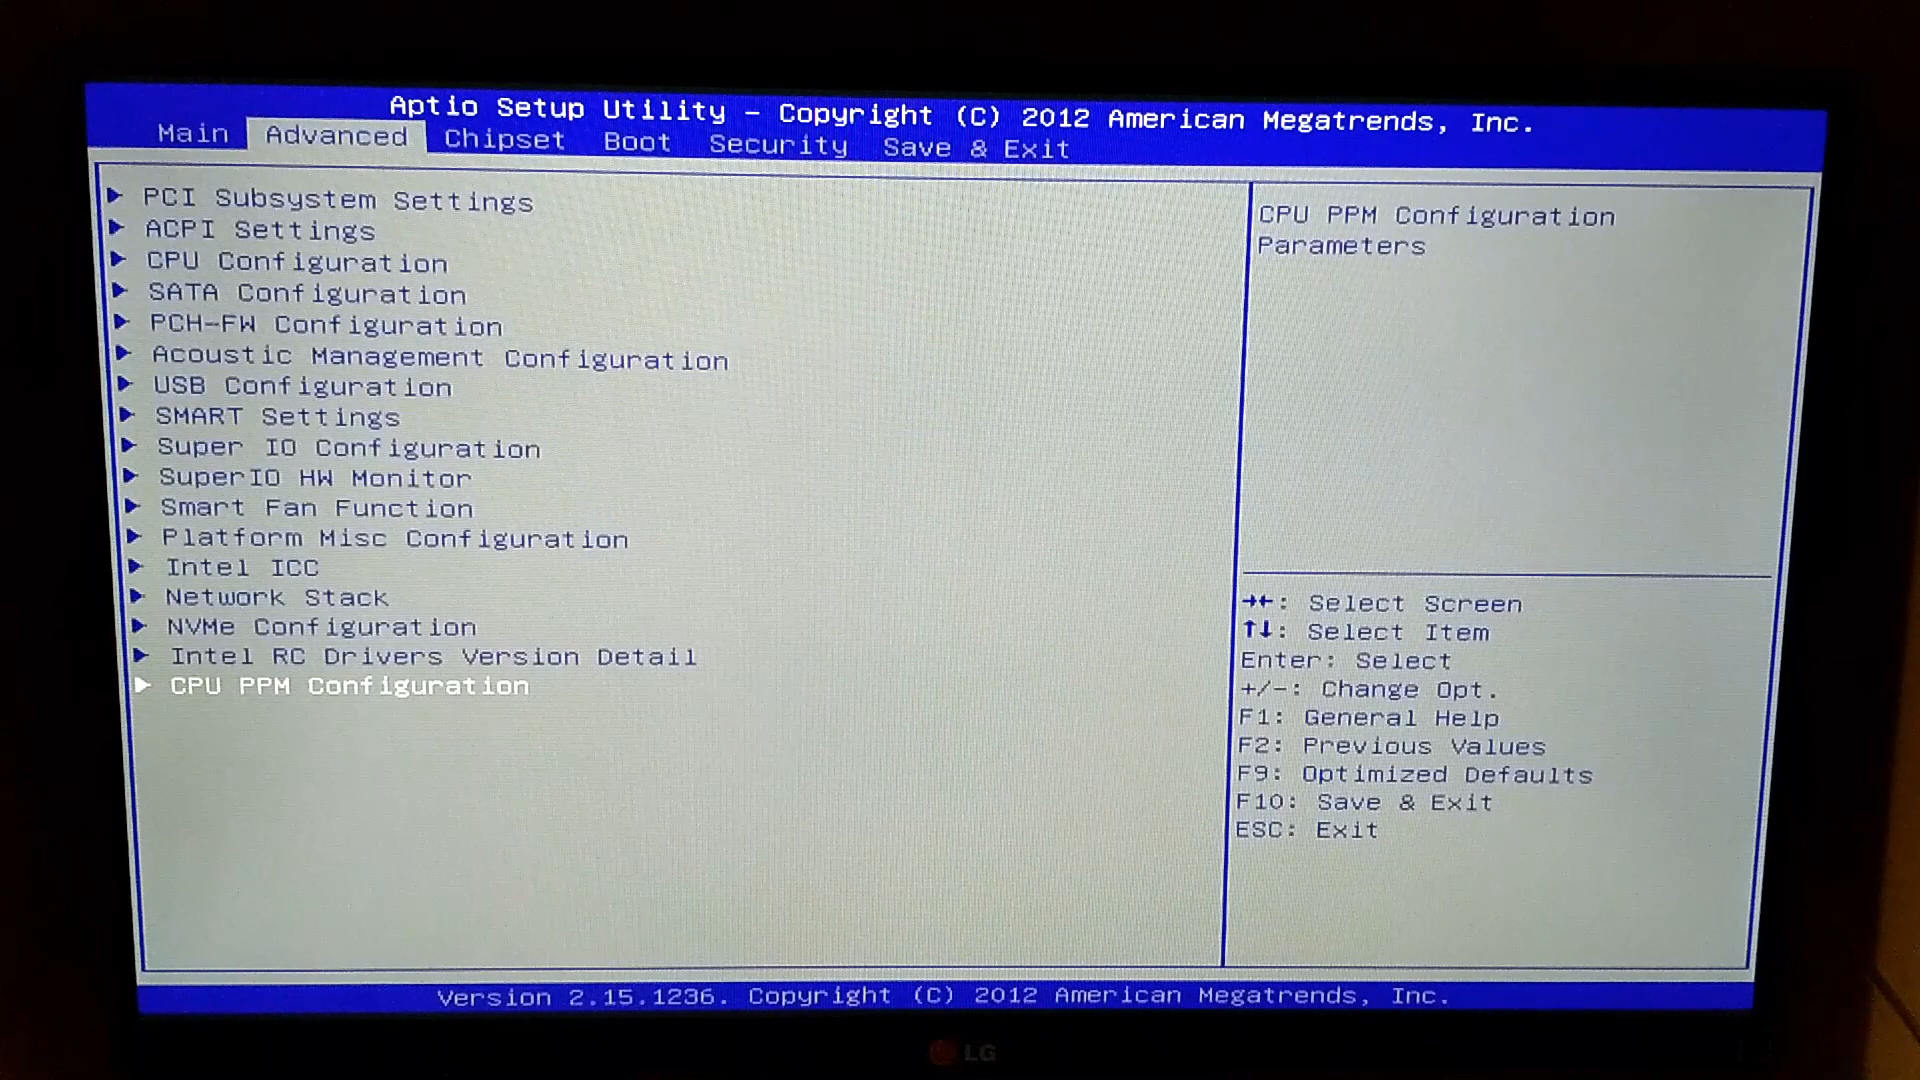 Aptio Setup Utility – Copyright (C) 2012 American Megatrends, Inc.
Main Advanced Chipset Boot Security Save & Exit
► PCI Subsystem Settings
► ACPI Settings
► CPU Configuration
► SATA Configuration
► PCH-FW Configuration
► Acoustic Management Configuration
► USB Configuration
► SMART Settings
► Super IO Configuration
► SuperIO HW Monitor
► Smart Fan Function
► Platform Misc Configuration
► Intel ICC
► Network Stack
► NVMe Configuration
► Intel RC Drivers Version Detail
► CPU PPM Configuration
CPU PPM Configuration
Parameters
→←: Select Screen
↑↓: Select Item
Enter: Select
+/-: Change Opt.
F1: General Help
F2: Previous Values
F9: Optimized Defaults
F10: Save & Exit
ESC: Exit
Version 2.15.1236. Copyright (C) 2012 American Megatrends, Inc.
LG